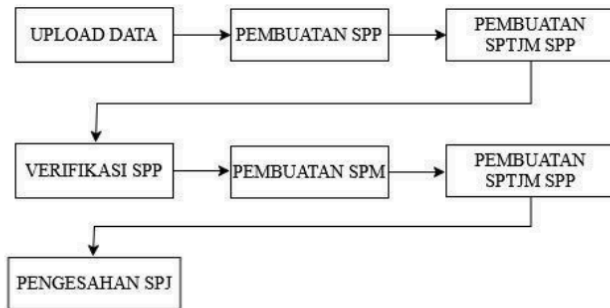 UPLOAD DATA
PEMBUATAN SPP
PEMBUATAN
SPTJM SPP
VERIFIKASI SPP
PEMBUATAN SPM
PEMBUATAN
SPTJM SPP
PENGESAHAN SPJ